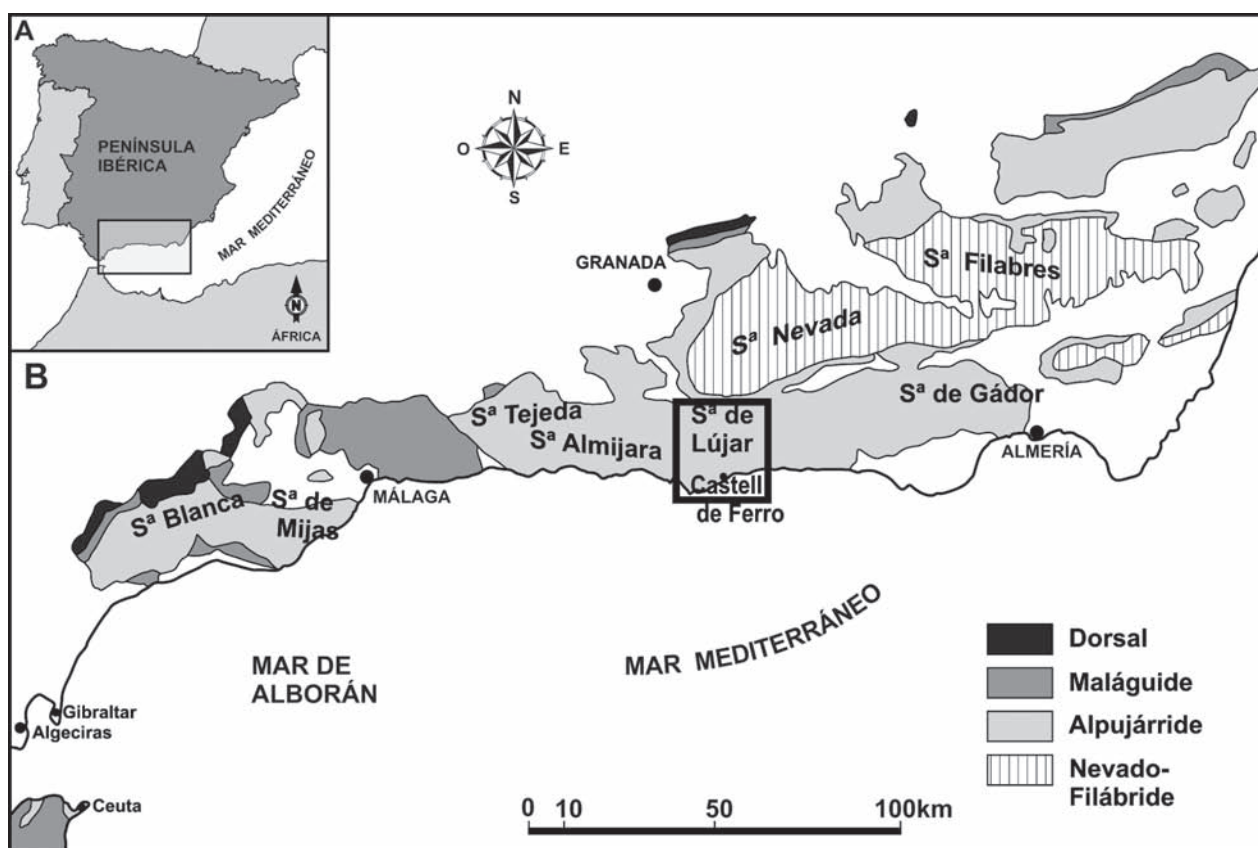 A
PENÍNSULA
IBÉRICA
MAR MEDITERRÁNEO
N
ÁFRICA
N
O
E
S
B
GRANADA
Sª Filabres
Sª Nevada
Sª Tejeda
Sª Almijara
Sª de
Lújar
Sª de Gádor
ALMERÍA
Castell
de Ferro
MÁLAGA
Sª Blanca
Sª de
Mijas
MAR DE
ALBORÁN
MAR MEDITERRÁNEO
Gibraltar
Algeciras
Ceuta
Dorsal
Maláguide
Alpujárride
Nevado-
Filábride
0 10 50 100km